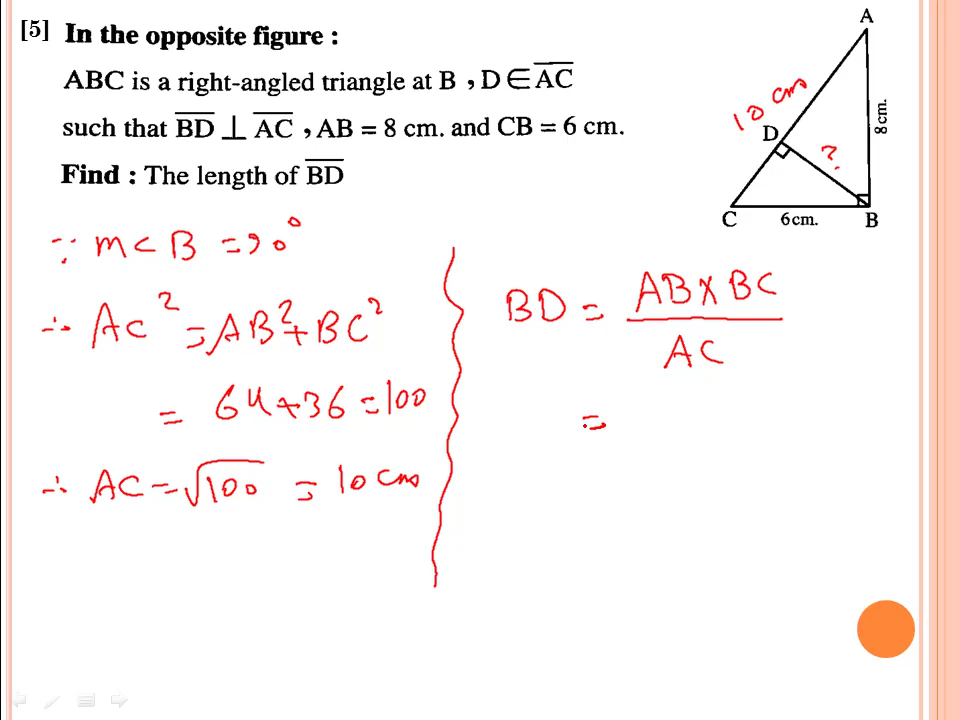 [5] In the opposite figure :
ABC is a right-angled triangle at B , D ∈ AC
such that BD ⊥ AC , AB = 8 cm. and CB = 6 cm.
Find : The length of BD
A
10 cm
D
?
8 cm.
C
6 cm.
B
∵ m < B = 90°
∴ AC² = AB² + BC²
= 64 + 36 = 100
∴ AC = √100 = 10 cm
BD = AB × BC
AC
=